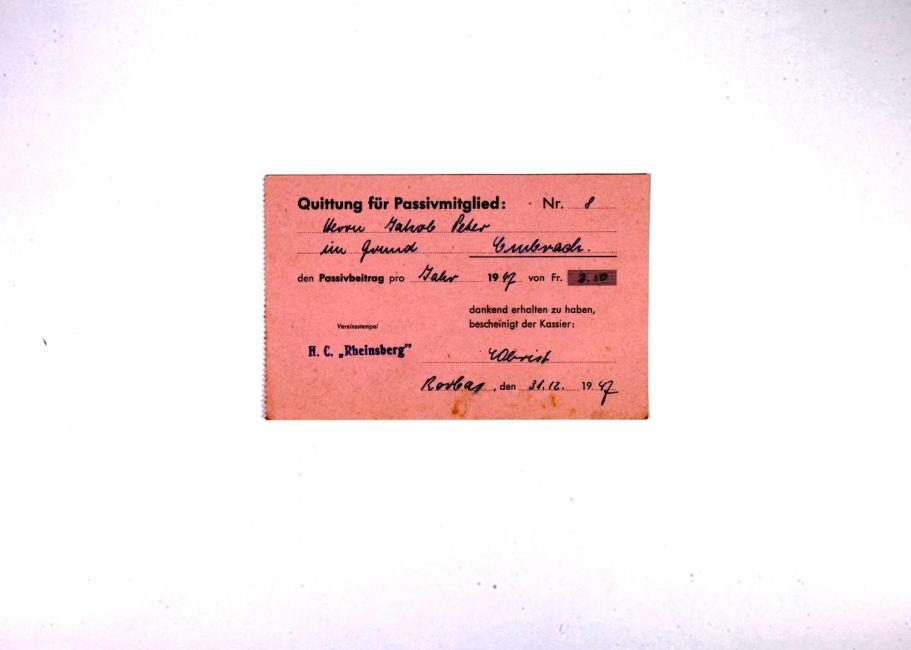 Quittung für Passivmitglied: Nr. 8
Herrn Jakob Peter
im Grund Embrach.
den Passivbeitrag pro Jahr 1947 von Fr. 3.50
dankend erhalten zu haben,
Vereinsstempel bescheinigt der Kassier:
H. C. „Rheinsberg"
Rorbas, den 31.12. 1947